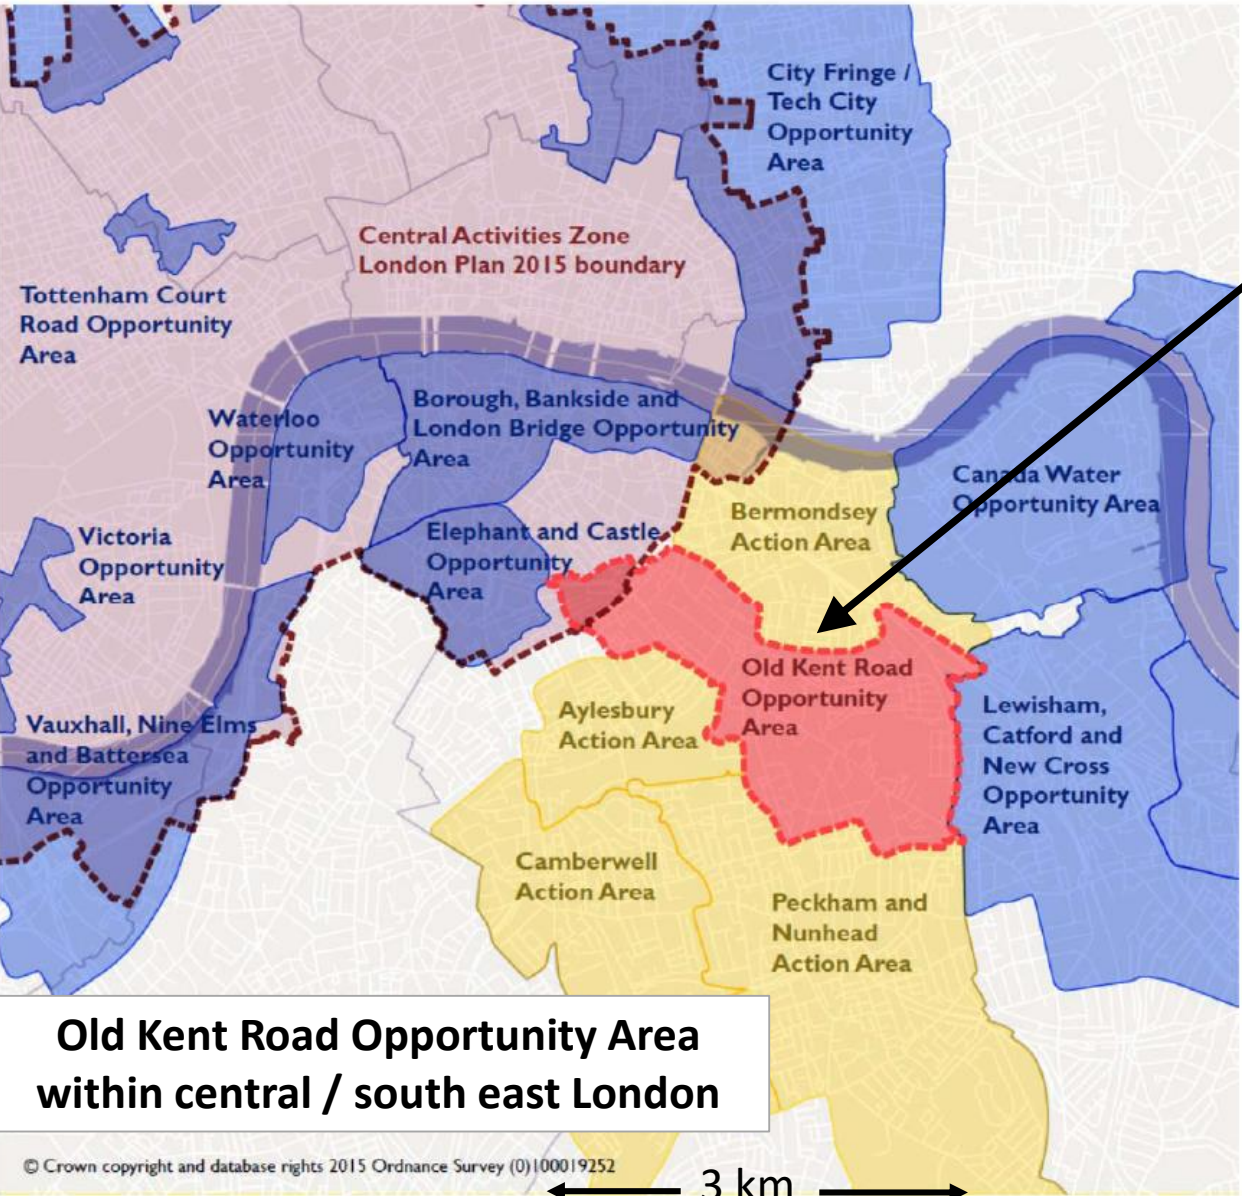 City Fringe /
Tech City
Opportunity
Area
Central Activities Zone
London Plan 2015 boundary
Tottenham Court
Road Opportunity
Area
Waterloo
Opportunity
Area
Borough, Bankside and
London Bridge Opportunity
Area
Canada Water
Opportunity Area
Bermondsey
Action Area
Victoria
Opportunity
Area
Elephant and Castle
Opportunity
Area
Old Kent Road
Opportunity
Area
Aylesbury
Action Area
Lewisham,
Catford and
New Cross
Opportunity
Area
Vauxhall, Nine Elms
and Battersea
Opportunity
Area
Camberwell
Action Area
Peckham and
Nunhead
Action Area
Old Kent Road Opportunity Area
within central / south east London
© Crown copyright and database rights 2015 Ordnance Survey (0)100019252
3 km